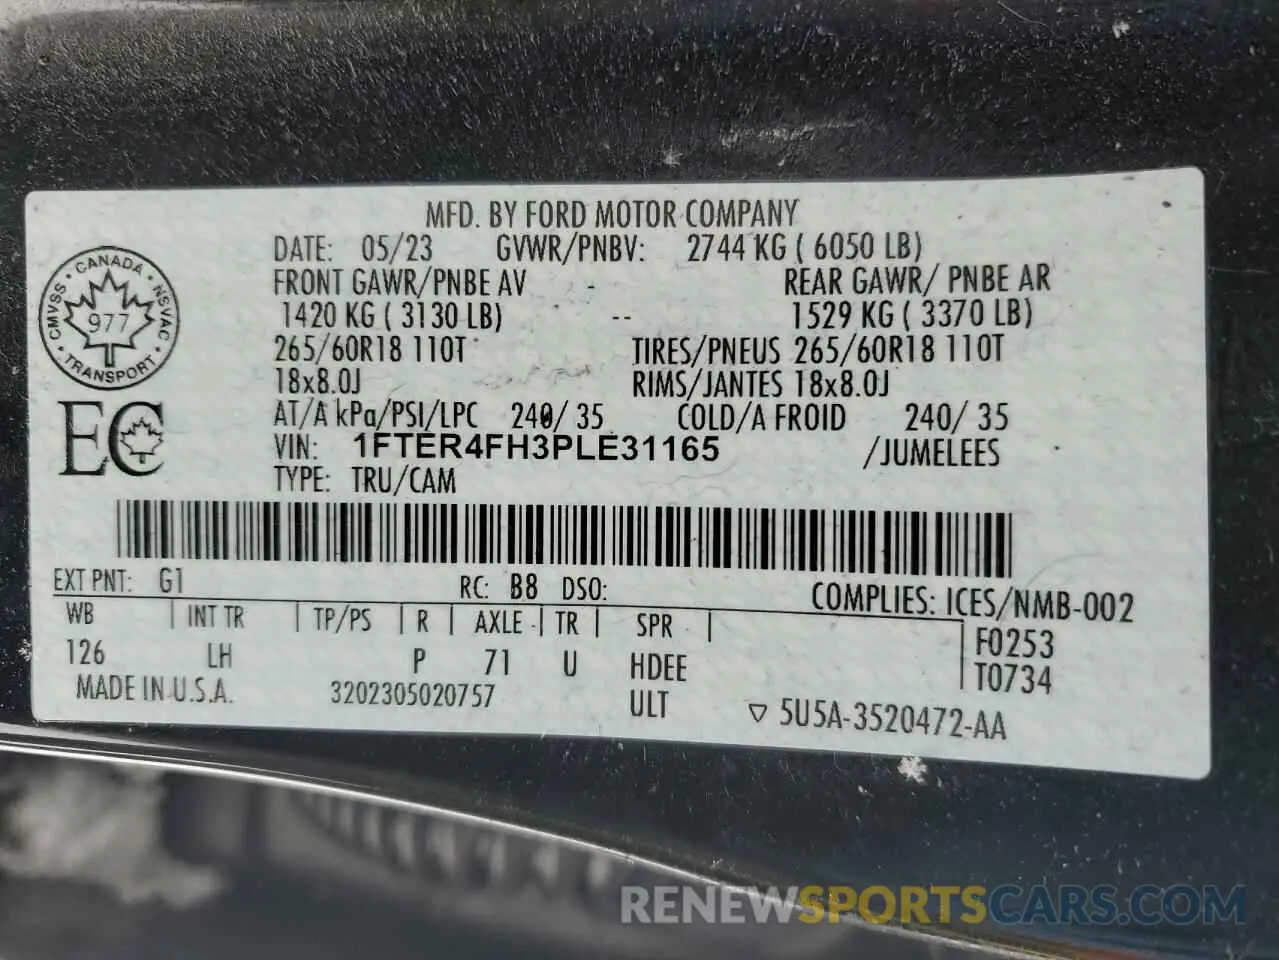 MFD. BY FORD MOTOR COMPANY
DATE: 05/23 GVWR/PNBV: 2744 KG ( 6050 LB)
FRONT GAWR/PNBE AV - REAR GAWR/ PNBE AR
1420 KG ( 3130 LB) -- 1529 KG ( 3370 LB)
265/60R18 110T TIRES/PNEUS 265/60R18 110T
18x8.0J RIMS/JANTES 18x8.0J
AT/A kPa/PSI/LPC 240/ 35 COLD/A FROID 240/ 35
VIN: 1FTER4FH3PLE31165 /JUMELEES
TYPE: TRU/CAM
CANADA
CMVSS NSVAC
977
TRANSPORT
EC
EXT PNT: G1 RC: B8 DSO: COMPLIES: ICES/NMB-002
WB | INT TR | TP/PS | R | AXLE | TR | SPR | F0253
126 LH P 71 U HDEE T0734
MADE IN U.S.A. 3202305020757 ULT ▽ 5U5A-3520472-AA
RENEWSPORTSCARS.COM